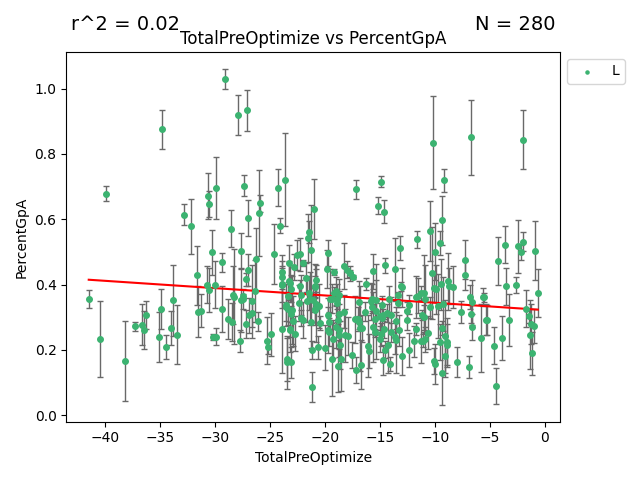 r^2 = 0.02
N = 280
TotalPreOptimize vs PercentGpA
L
1.0
0.8
0.6
0.4
0.2
0.0
PercentGpA
−40 −35 −30 −25 −20 −15 −10 −5 0
TotalPreOptimize